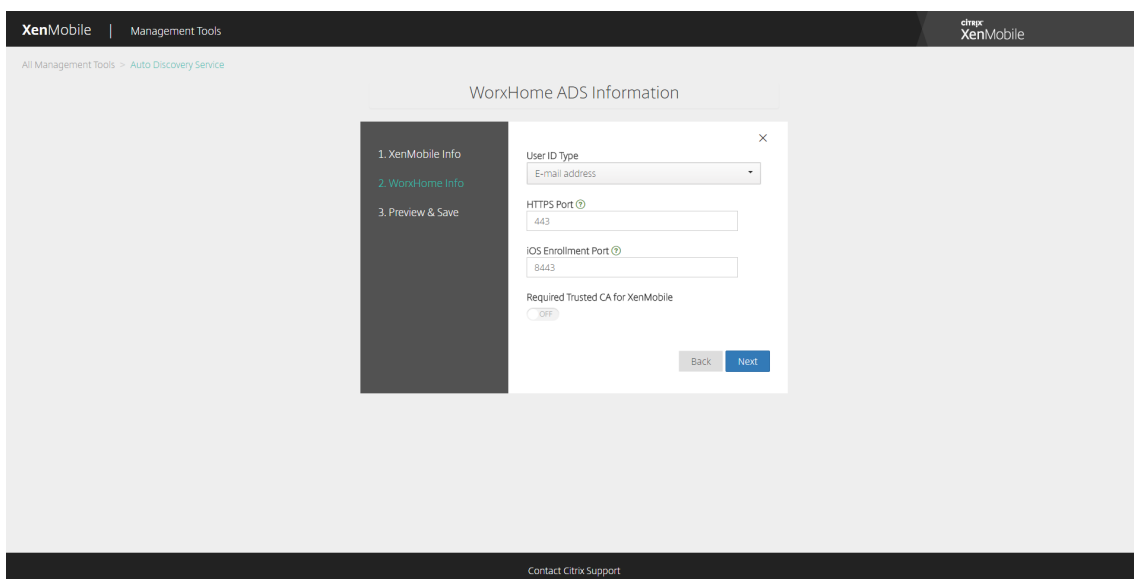 XenMobile | Management Tools
citrix
XenMobile
All Management Tools > Auto Discovery Service
WorxHome ADS Information
1. XenMobile Info
2. WorxHome Info
3. Preview & Save
User ID Type
E-mail address
HTTPS Port ?
443
iOS Enrollment Port ?
8443
Required Trusted CA for XenMobile
OFF
Back Next
Contact Citrix Support